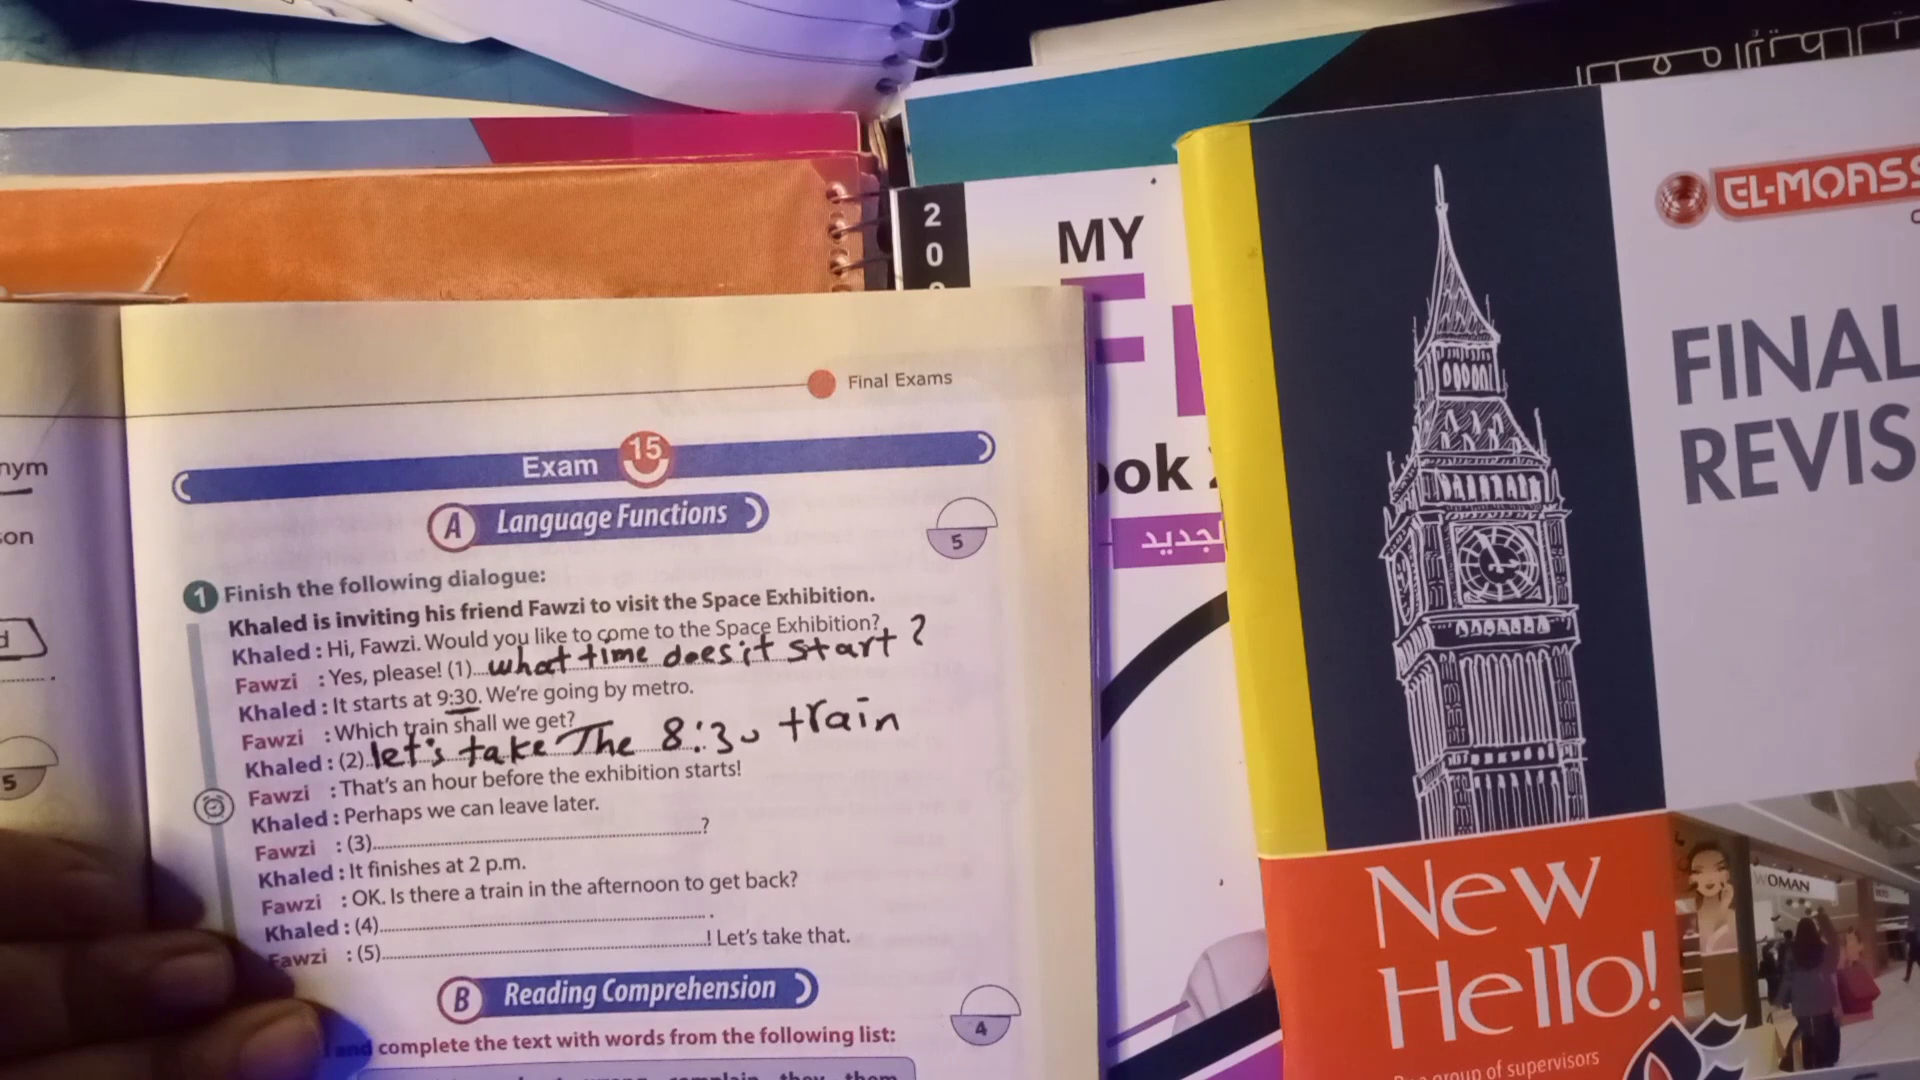 2
0
MY
ok
الجديد
EL-MOASS
FINAL
REVIS
New
Hello!
group of supervisors
WOMAN
nym
son
d
5
Final Exams
Exam 15
A Language Functions
5
1 Finish the following dialogue:
Khaled is inviting his friend Fawzi to visit the Space Exhibition.
Khaled : Hi, Fawzi. Would you like to come to the Space Exhibition?
Fawzi : Yes, please! (1)....what time does it start?
Khaled : It starts at 9:30. We're going by metro.
Fawzi : Which train shall we get?
Khaled : (2)..let's take The 8:30 train
Fawzi : That's an hour before the exhibition starts!
Khaled : Perhaps we can leave later.
Fawzi : (3)..............................?
Khaled : It finishes at 2 p.m.
Fawzi : OK. Is there a train in the afternoon to get back?
Khaled : (4)..............................
Fawzi : (5)..............................! Let's take that.
B Reading Comprehension
4
and complete the text with words from the following list:
complain they them